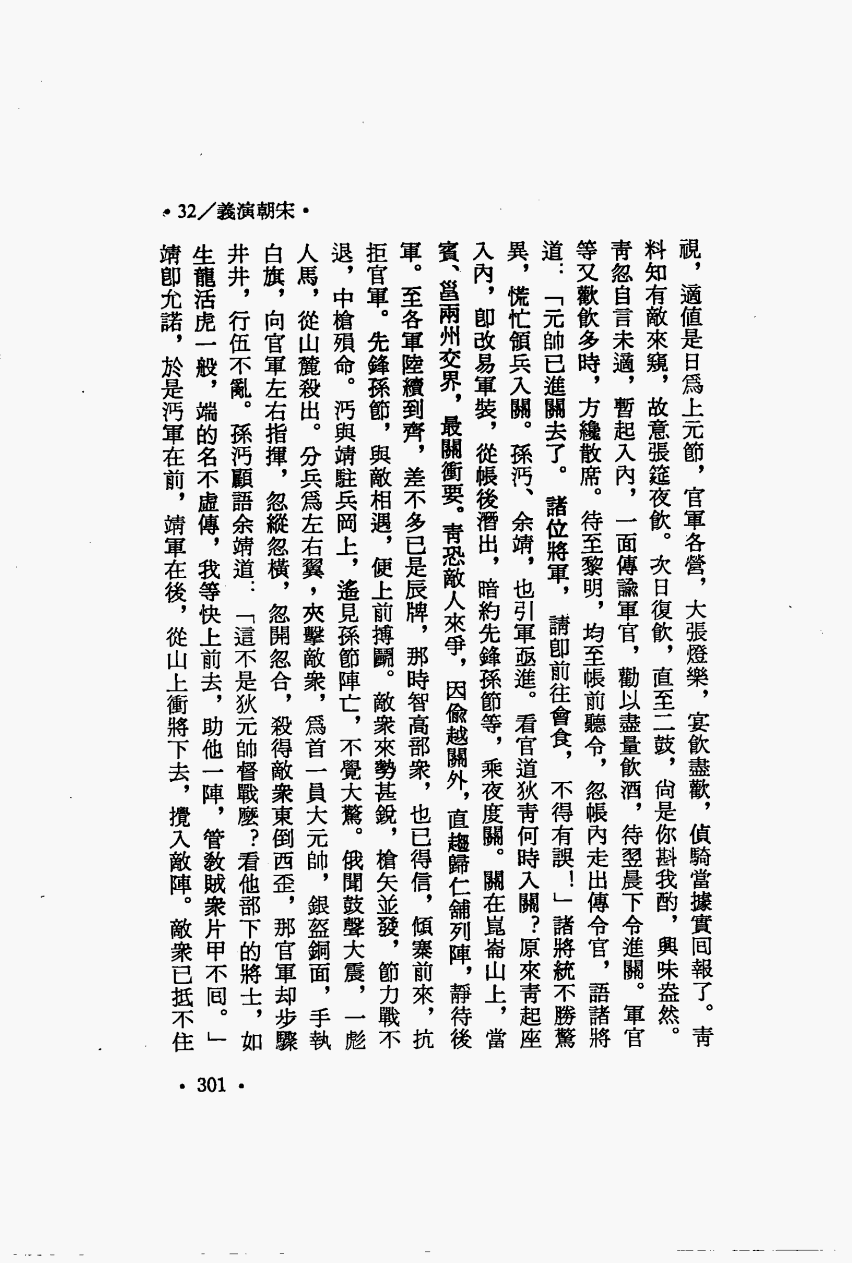 •32／義演朝宋•
視，適值是日爲上元節，官軍各營，大張燈樂，宴飲盡歡，偵騎當據實囘報了。靑
料知有敵來窺，故意張筵夜飲。次日復飲，直至二鼓，尙是你斟我酌，興味盎然。
靑忽自言未適，暫起入內，一面傳諭軍官，勸以盡量飲酒，待翌晨下令進關。軍官
等又歡飲多時，方纔散席。待至黎明，均至帳前聽令，忽帳內走出傳令官，語諸將
道：「元帥已進關去了。諸位將軍，請卽前往會食，不得有誤！」諸將統不勝驚
異，慌忙領兵入關。孫沔、余靖，也引軍亟進。看官道狄靑何時入關？原來靑起座
入內，卽改易軍裝，從帳後潛出，暗約先鋒孫節等，乘夜度關。關在崑崙山上，當
賓、邕兩州交界，最關衝要。靑恐敵人來爭，因偸越關外，直趨歸仁舖列陣，靜待後
軍。至各軍陸續到齊，差不多已是辰牌，那時智高部衆，也已得信，傾寨前來，抗
拒官軍。先鋒孫節，與敵相遇，便上前搏鬭。敵衆來勢甚銳，槍矢並發，節力戰不
退，中槍殞命。沔與靖駐兵岡上，遙見孫節陣亡，不覺大驚。俄聞鼓聲大震，一彪
人馬，從山麓殺出。分兵爲左右翼，夾擊敵衆，爲首一員大元帥，銀盔銅面，手執
白旗，向官軍左右指揮，忽縱忽橫，忽開忽合，殺得敵衆東倒西歪，那官軍却步驟
井井，行伍不亂。孫沔顧語余靖道：「這不是狄元帥督戰麽？看他部下的將士，如
生龍活虎一般，端的名不虛傳，我等快上前去，助他一陣，管敎賊衆片甲不囘。」
靖卽允諾，於是沔軍在前，靖軍在後，從山上衝將下去，攪入敵陣。敵衆已抵不住
•301•